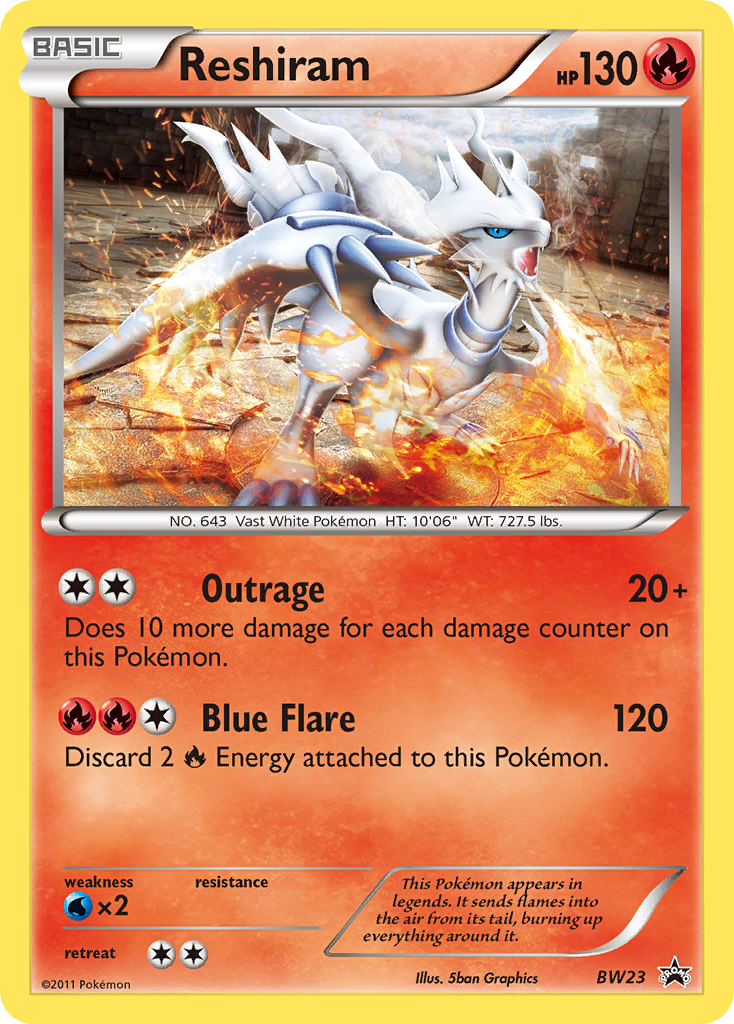 BASIC
Reshiram
HP130
NO. 643 Vast White Pokémon HT: 10'06" WT: 727.5 lbs.
Outrage 20+
Does 10 more damage for each damage counter on
this Pokémon.
Blue Flare 120
Discard 2 Energy attached to this Pokémon.
weakness resistance
×2
retreat
This Pokémon appears in
legends. It sends flames into
the air from its tail, burning up
everything around it.
©2011 Pokémon
Illus. 5ban Graphics
BW23
PROMO